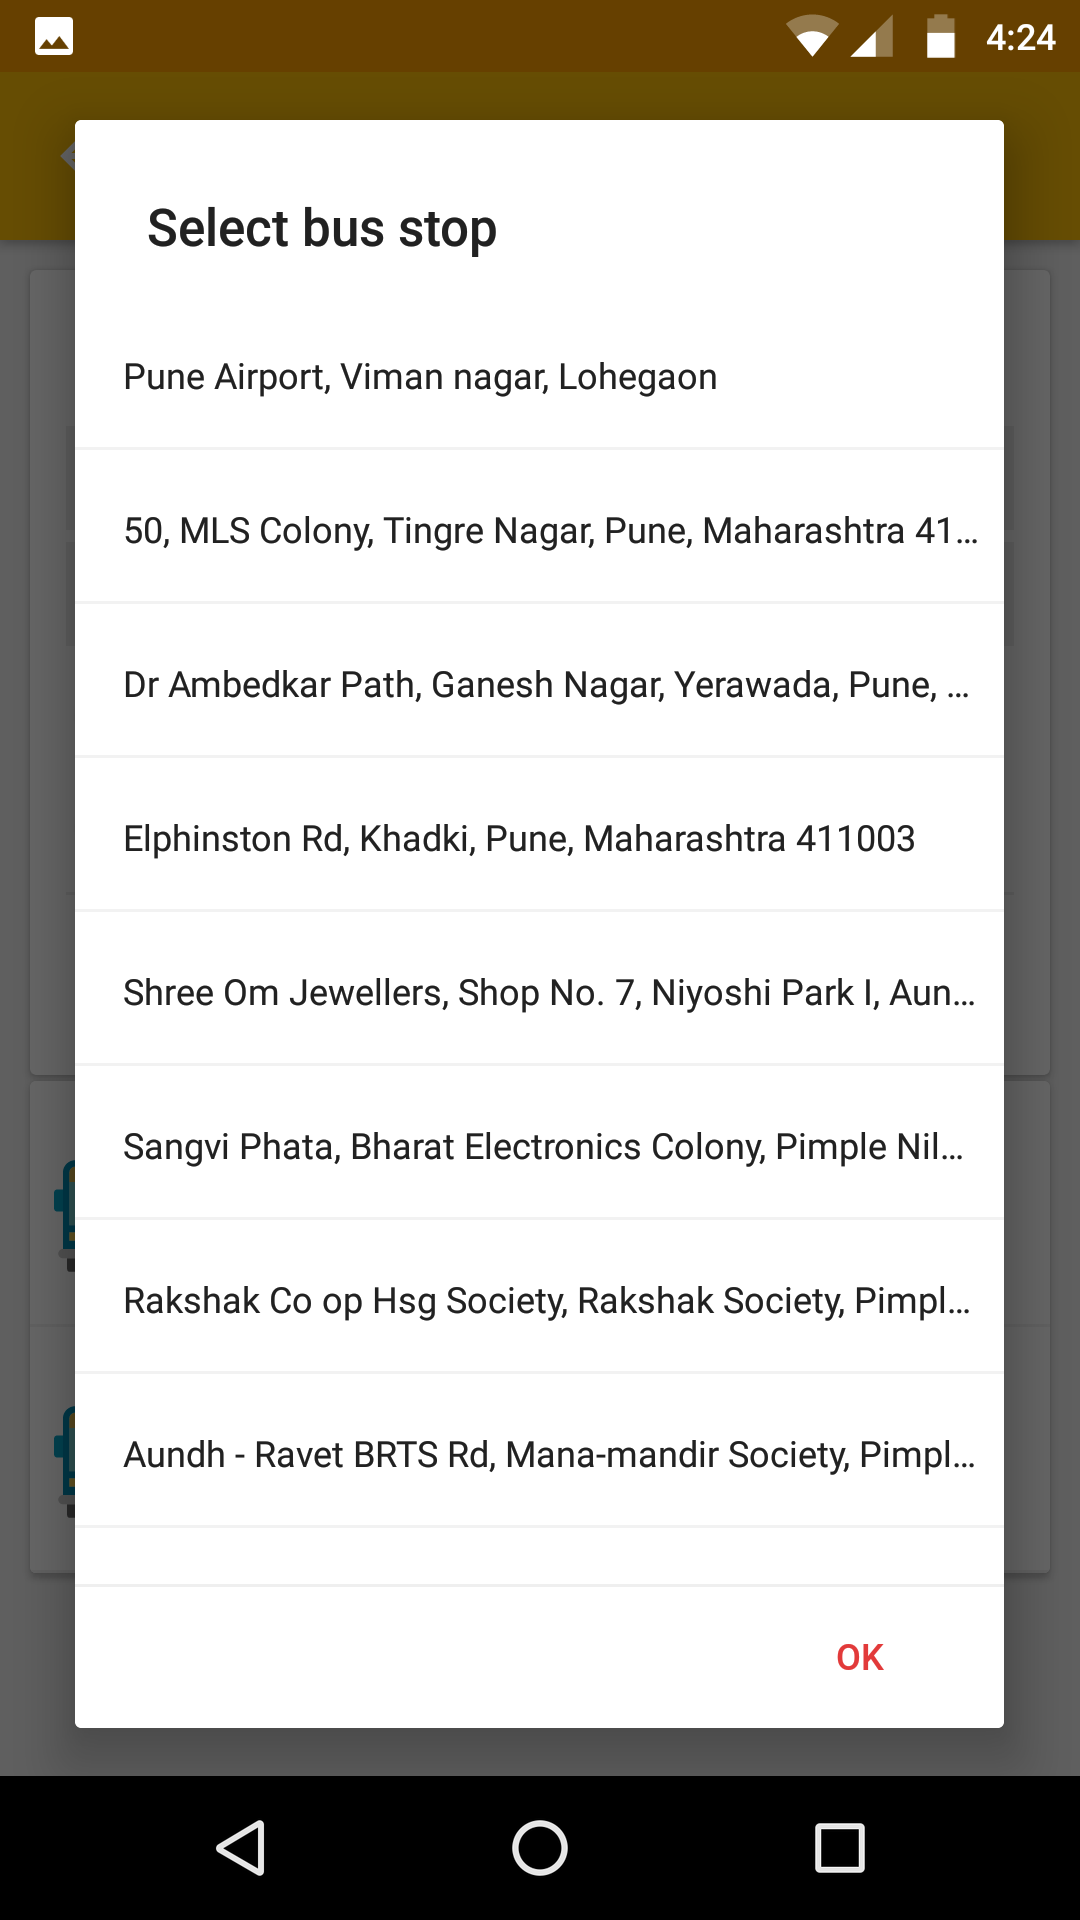 4:24
Select bus stop
Pune Airport, Viman nagar, Lohegaon
50, MLS Colony, Tingre Nagar, Pune, Maharashtra 41...
Dr Ambedkar Path, Ganesh Nagar, Yerawada, Pune, ...
Elphinston Rd, Khadki, Pune, Maharashtra 411003
Shree Om Jewellers, Shop No. 7, Niyoshi Park I, Aun...
Sangvi Phata, Bharat Electronics Colony, Pimple Nil...
Rakshak Co op Hsg Society, Rakshak Society, Pimpl...
Aundh - Ravet BRTS Rd, Mana-mandir Society, Pimpl...
OK